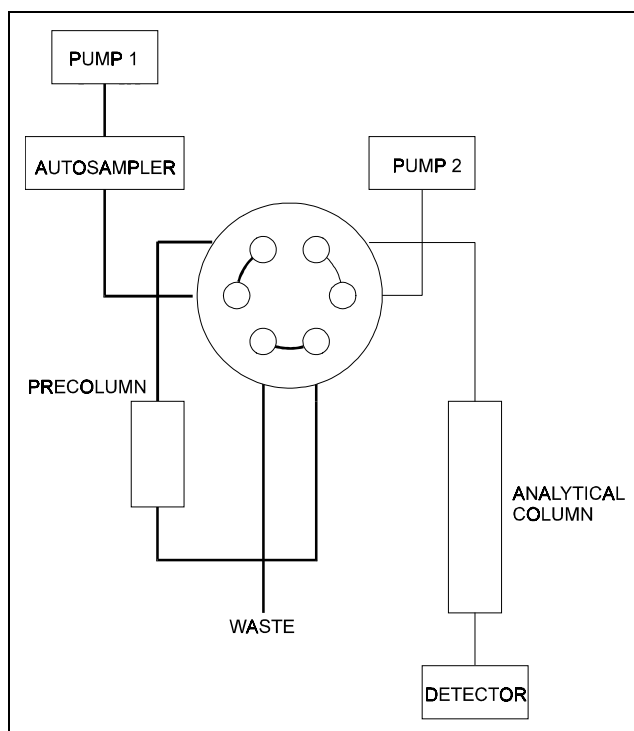 PUMP 1
AUTOSAMPLER
PUMP 2
PRECOLUMN
ANALYTICAL
COLUMN
WASTE
DETECTOR